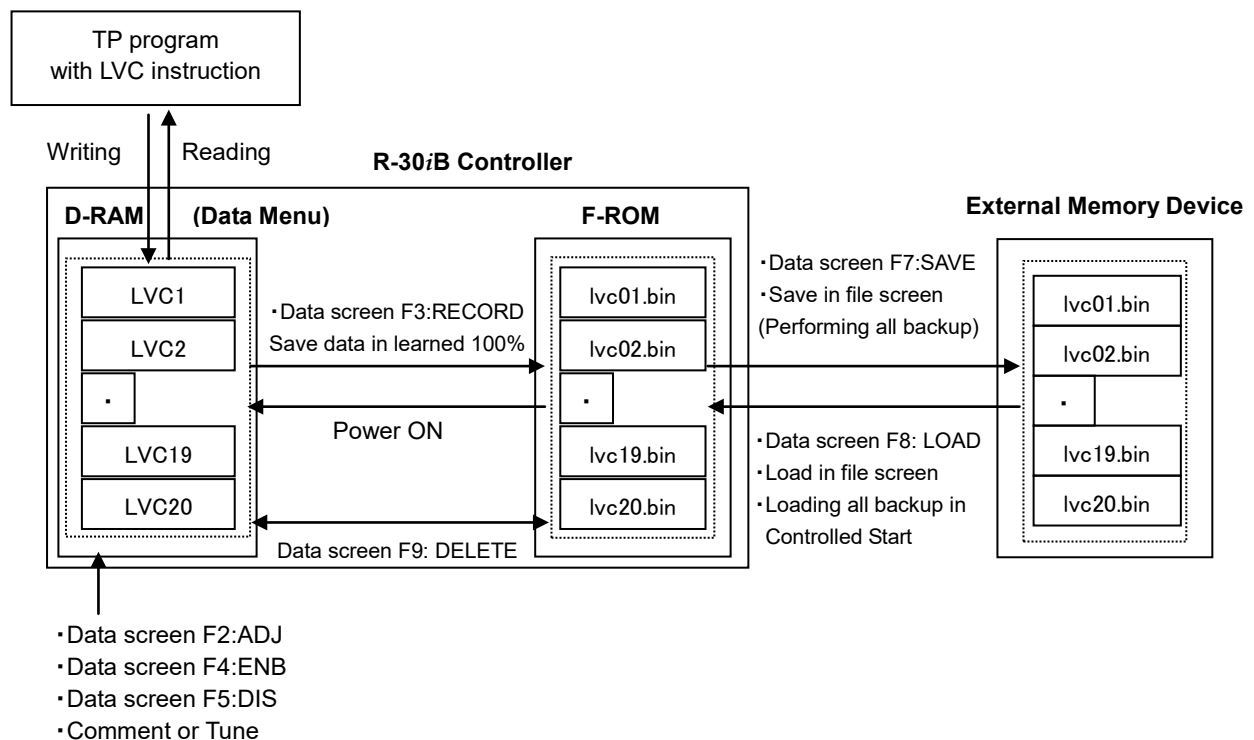 TP program
with LVC instruction
Writing
Reading
R-30iB Controller
D-RAM
(Data Menu)
F-ROM
External Memory Device
LVC1
LVC2
・
LVC19
LVC20
・Data screen F3:RECORD
Save data in learned 100%
Power ON
Data screen F9: DELETE
lvc01.bin
lvc02.bin
・
lvc19.bin
lvc20.bin
・Data screen F7:SAVE
・Save in file screen
(Performing all backup)
・Data screen F8: LOAD
・Load in file screen
・Loading all backup in
Controlled Start
lvc01.bin
lvc02.bin
・
lvc19.bin
lvc20.bin
・Data screen F2:ADJ
・Data screen F4:ENB
・Data screen F5:DIS
・Comment or Tune